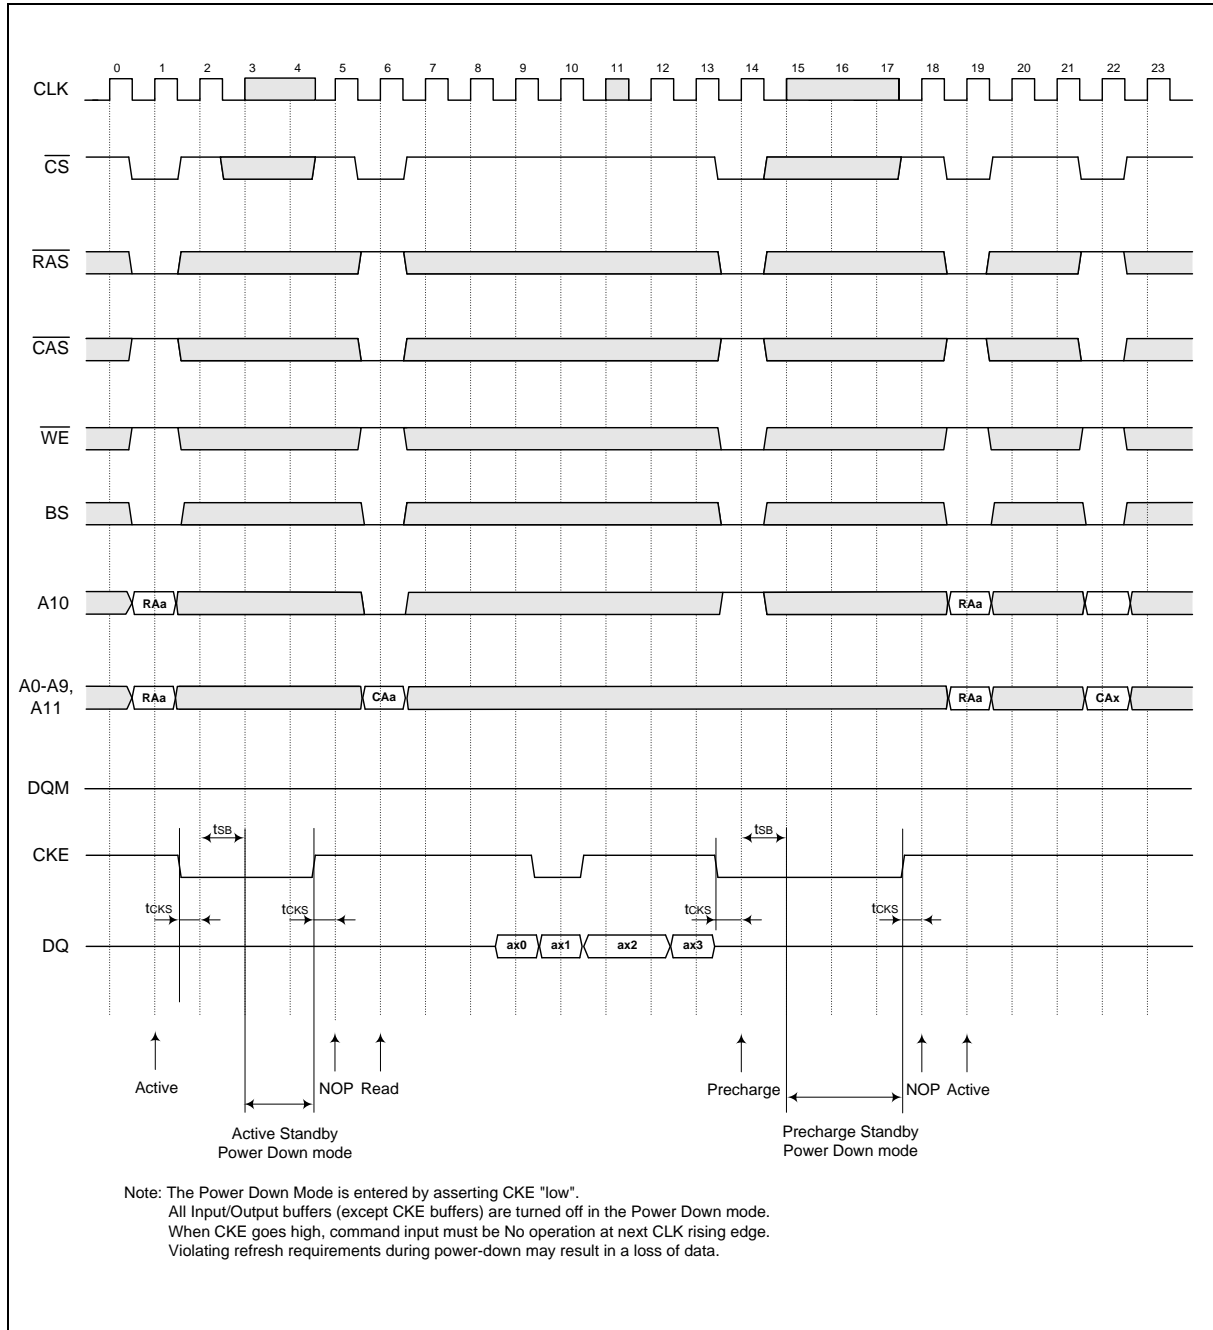 0 1 2 3 4 5 6 7 8 9 10 11 12 13 14 15 16 17 18 19 20 21 22 23
CLK
CS
RAS
CAS
WE
BS
A10 RAa RAa
A0-A9,
A11 RAa CAa RAa CAx
DQM
tSB tSB
CKE
tCKS tCKS tCKS tCKS
DQ ax0 ax1 ax2 ax3
Active NOP Read Precharge NOP Active
Active Standby
Power Down mode
Precharge Standby
Power Down mode
Note: The Power Down Mode is entered by asserting CKE "low".
All Input/Output buffers (except CKE buffers) are turned off in the Power Down mode.
When CKE goes high, command input must be No operation at next CLK rising edge.
Violating refresh requirements during power-down may result in a loss of data.